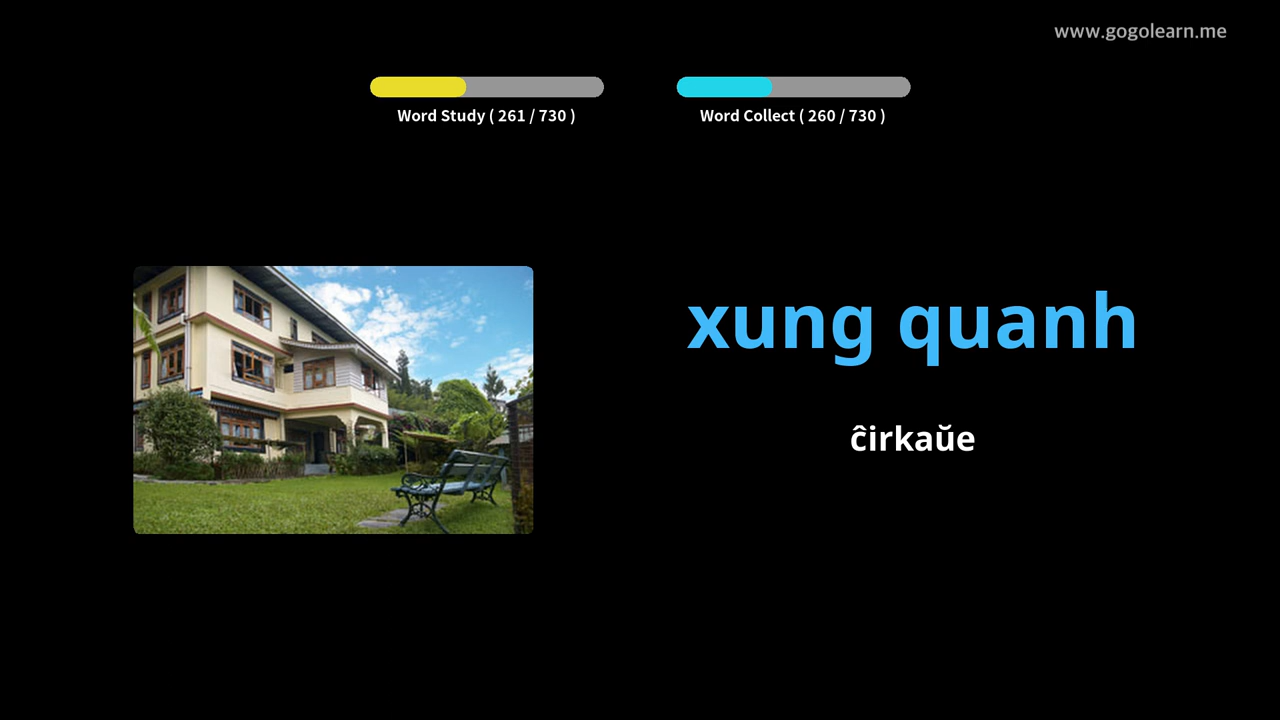 www.gogolearn.me
Word Study ( 261 / 730 )
Word Collect ( 260 / 730 )
xung quanh
ĉirkaŭe